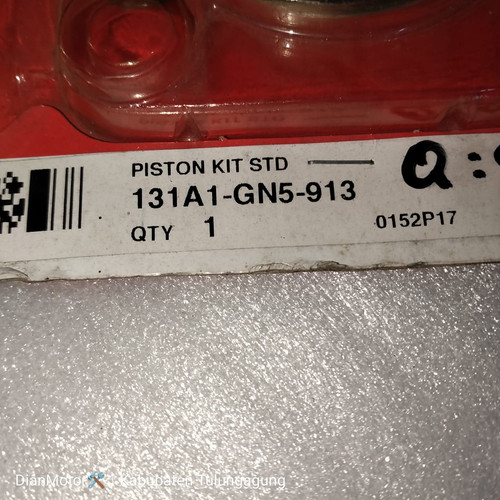 PISTON KIT STD
131A1-GN5-913
QTY 1
0152P17
Q :
DianMotor🛠 | Kabupaten Tulungagung